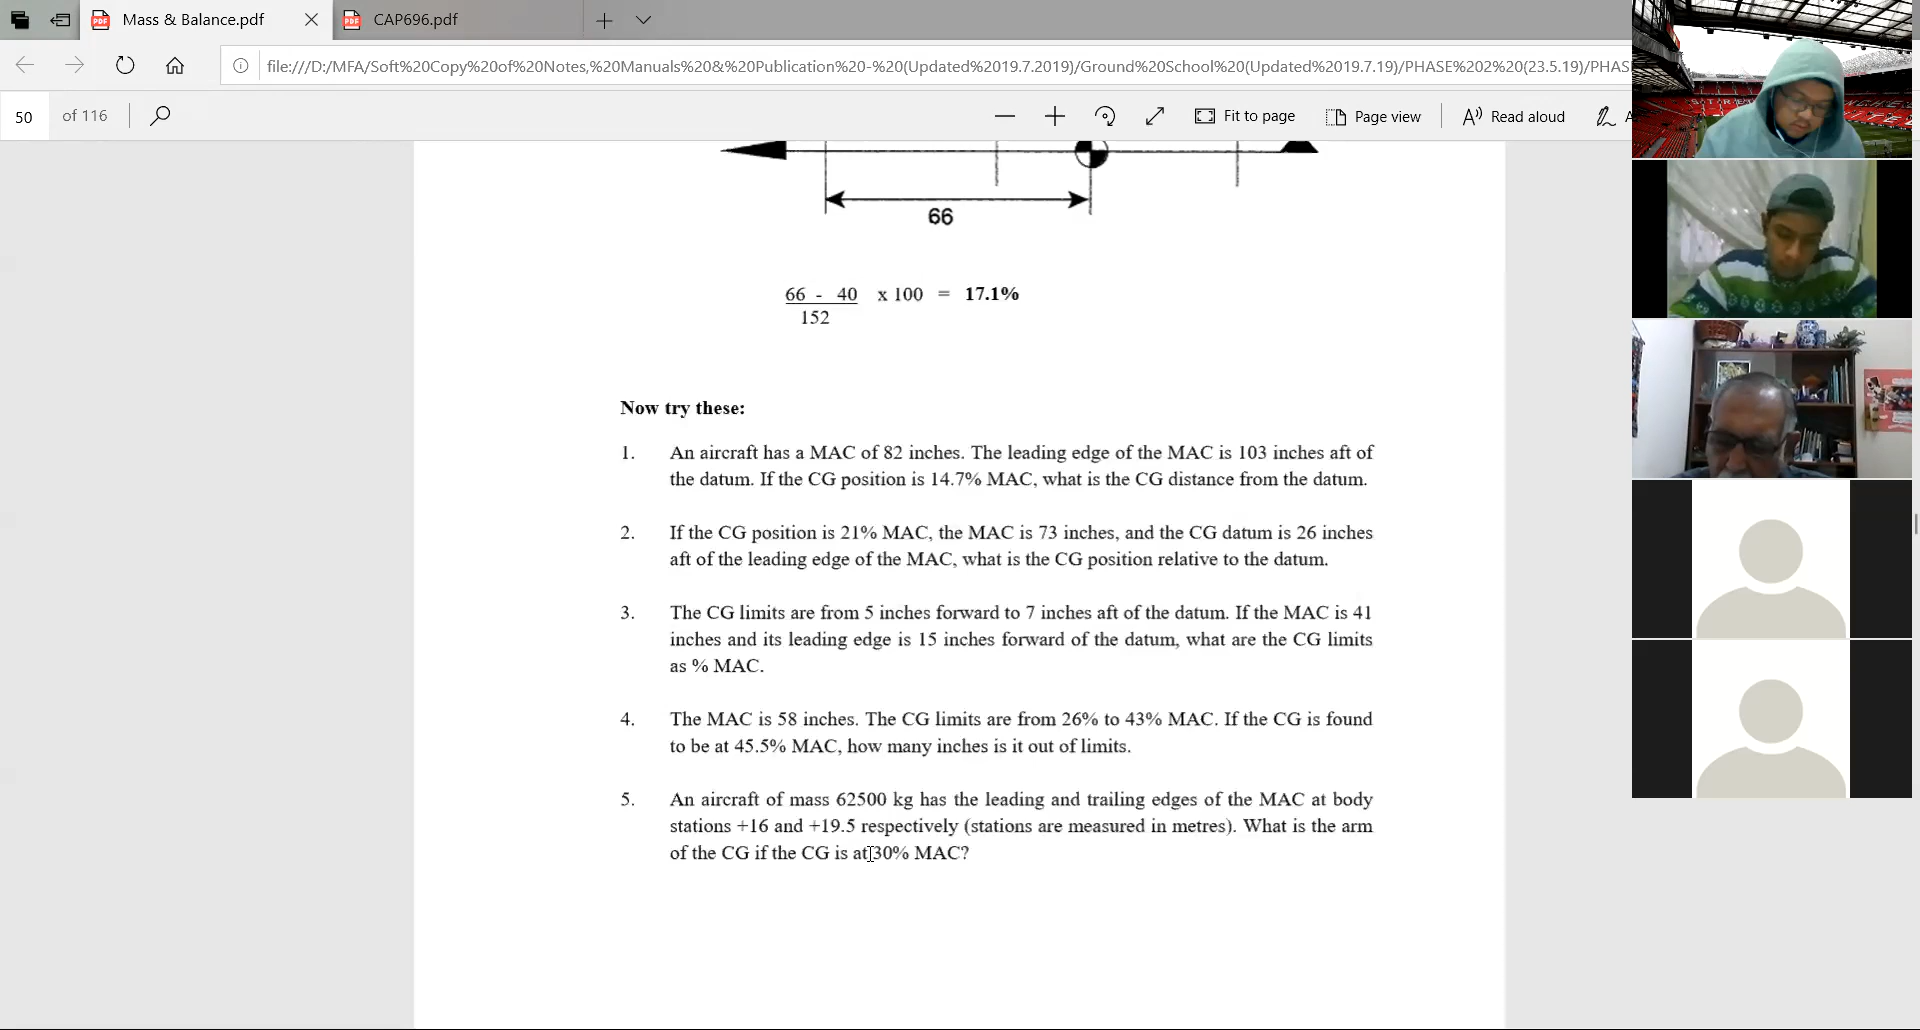 Mass & Balance.pdf
CAP696.pdf
file:///D:/MFA/Soft%20Copy%20of%20Notes,%20Manuals%20&%20Publication%20-%20(Updated%2019.7.2019)/Ground%20School%20(Updated%2019.7.19)/PHASE%202%20(23.5.19)/PHAS
50 of 116
Fit to page
Page view
Read aloud
66
66 - 40 x 100 = 17.1%
152
Now try these:
1. An aircraft has a MAC of 82 inches. The leading edge of the MAC is 103 inches aft of
the datum. If the CG position is 14.7% MAC, what is the CG distance from the datum.
2. If the CG position is 21% MAC, the MAC is 73 inches, and the CG datum is 26 inches
aft of the leading edge of the MAC, what is the CG position relative to the datum.
3. The CG limits are from 5 inches forward to 7 inches aft of the datum. If the MAC is 41
inches and its leading edge is 15 inches forward of the datum, what are the CG limits
as % MAC.
4. The MAC is 58 inches. The CG limits are from 26% to 43% MAC. If the CG is found
to be at 45.5% MAC, how many inches is it out of limits.
5. An aircraft of mass 62500 kg has the leading and trailing edges of the MAC at body
stations +16 and +19.5 respectively (stations are measured in metres). What is the arm
of the CG if the CG is at 30% MAC?